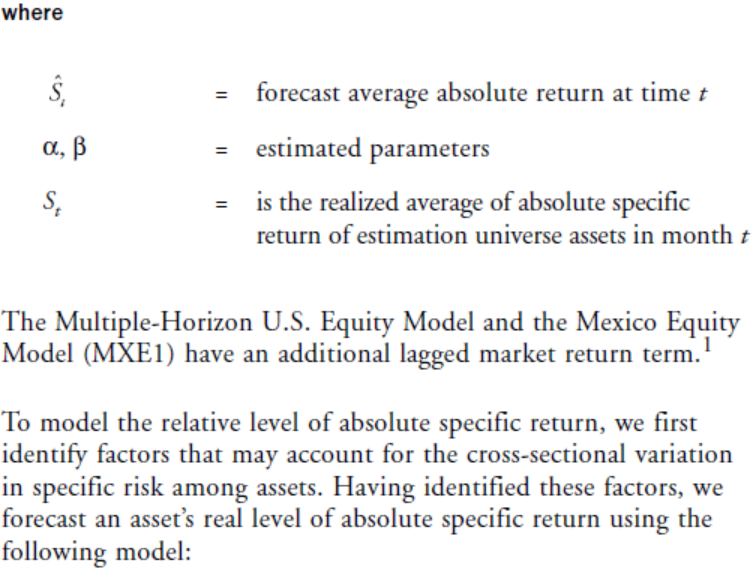 where
Ŝₜ = forecast average absolute return at time t
α, β = estimated parameters
Sₜ = is the realized average of absolute specific
return of estimation universe assets in month t
The Multiple-Horizon U.S. Equity Model and the Mexico Equity
Model (MXE1) have an additional lagged market return term.¹
To model the relative level of absolute specific return, we first
identify factors that may account for the cross-sectional variation
in specific risk among assets. Having identified these factors, we
forecast an asset’s real level of absolute specific return using the
following model: